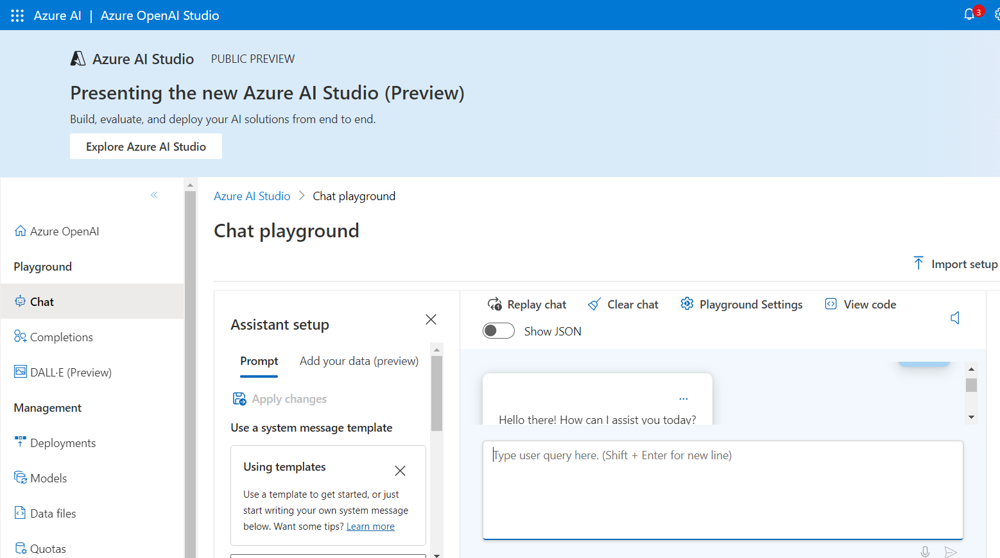 Azure AI | Azure OpenAI Studio
3
Azure AI Studio PUBLIC PREVIEW
Presenting the new Azure AI Studio (Preview)
Build, evaluate, and deploy your AI solutions from end to end.
Explore Azure AI Studio
Azure OpenAI
Playground
Chat
Completions
DALL·E (Preview)
Management
Deployments
Models
Data files
Quotas
Azure AI Studio > Chat playground
Chat playground
Import setup
Assistant setup
Prompt Add your data (preview)
Apply changes
Use a system message template
Using templates
Use a template to get started, or just
start writing your own system message
below. Want some tips? Learn more
Replay chat Clear chat Playground Settings View code
Show JSON
...
Hello there! How can I assist you today?
Type user query here. (Shift + Enter for new line)